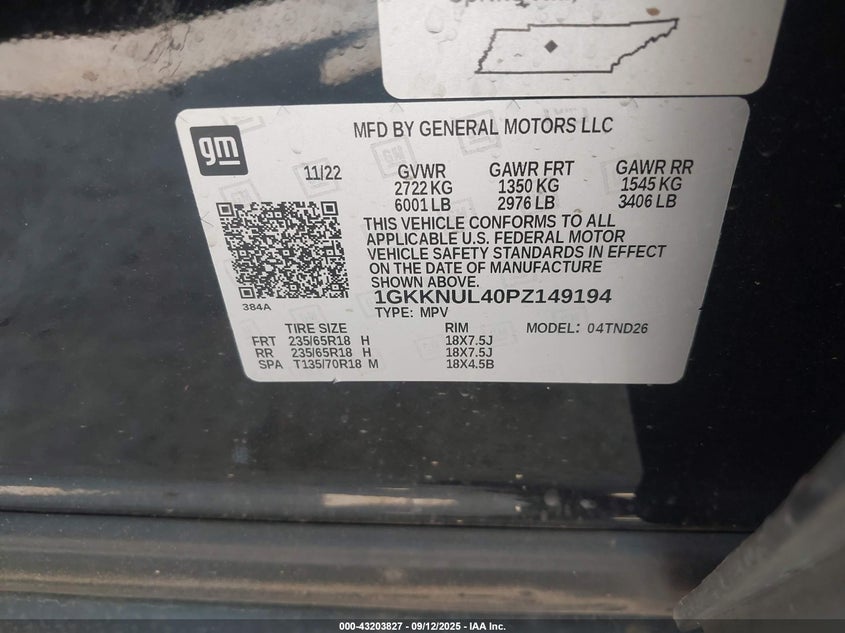 Spring Hill,
gm
MFD BY GENERAL MOTORS LLC
11/22
GVWR GAWR FRT GAWR RR
2722 KG 1350 KG 1545 KG
6001 LB 2976 LB 3406 LB
THIS VEHICLE CONFORMS TO ALL
APPLICABLE U.S. FEDERAL MOTOR
VEHICLE SAFETY STANDARDS IN EFFECT
ON THE DATE OF MANUFACTURE
SHOWN ABOVE.
384A
1GKKNUL40PZ149194
TYPE: MPV
TIRE SIZE RIM MODEL: 04TND26
FRT 235/65R18 H 18X7.5J
RR 235/65R18 H 18X7.5J
SPA T135/70R18 M 18X4.5B
000-43203827 - 09/12/2025 - IAA Inc.